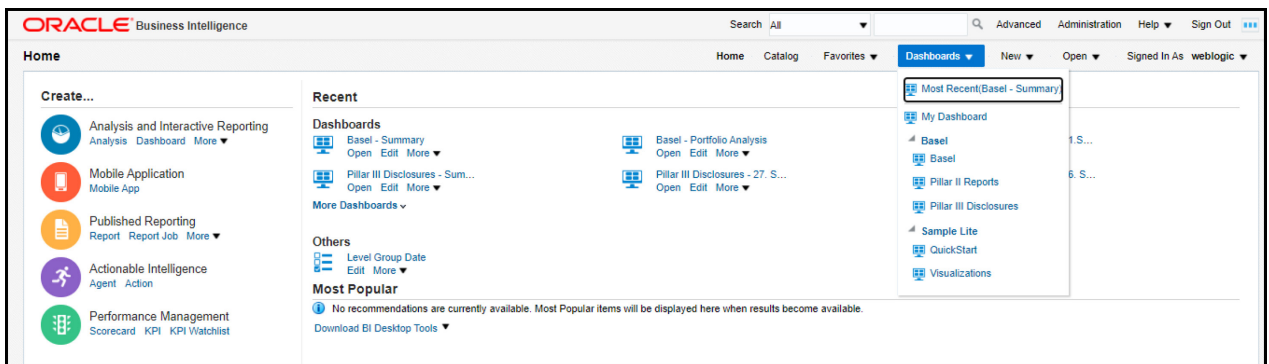 ORACLE Business Intelligence
Search All Advanced Administration Help Sign Out
Home
Home Catalog Favorites Dashboards New Open Signed In As weblogic
Create...
Analysis and Interactive Reporting
Analysis Dashboard More
Mobile Application
Mobile App
Published Reporting
Report Report Job More
Actionable Intelligence
Agent Action
Performance Management
Scorecard KPI KPI Watchlist
Recent
Dashboards
Basel - Summary
Open Edit More
Basel - Portfolio Analysis
Open Edit More
1.S...
Pillar III Disclosures - Sum...
Open Edit More
Pillar III Disclosures - 27. S...
Open Edit More
6. S...
More Dashboards
Others
Level Group Date
Edit More
Most Popular
No recommendations are currently available. Most Popular items will be displayed here when results become available.
Download BI Desktop Tools
Most Recent(Basel - Summary)
My Dashboard
Basel
Basel
Pillar II Reports
Pillar III Disclosures
Sample Lite
QuickStart
Visualizations